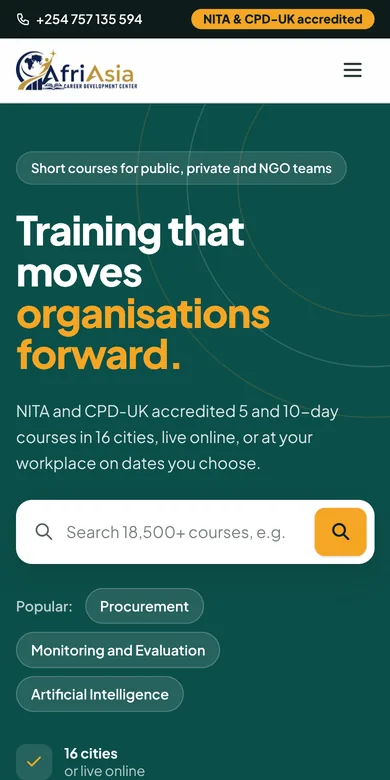 +254 757 135 594
NITA & CPD-UK accredited
AfriAsia
CAREER DEVELOPMENT CENTER
Short courses for public, private and NGO teams
Training that
moves
organisations
forward.
NITA and CPD-UK accredited 5 and 10-day
courses in 16 cities, live online, or at your
workplace on dates you choose.
Search 18,500+ courses, e.g.
Popular:
Procurement
Monitoring and Evaluation
Artificial Intelligence
16 cities
or live online